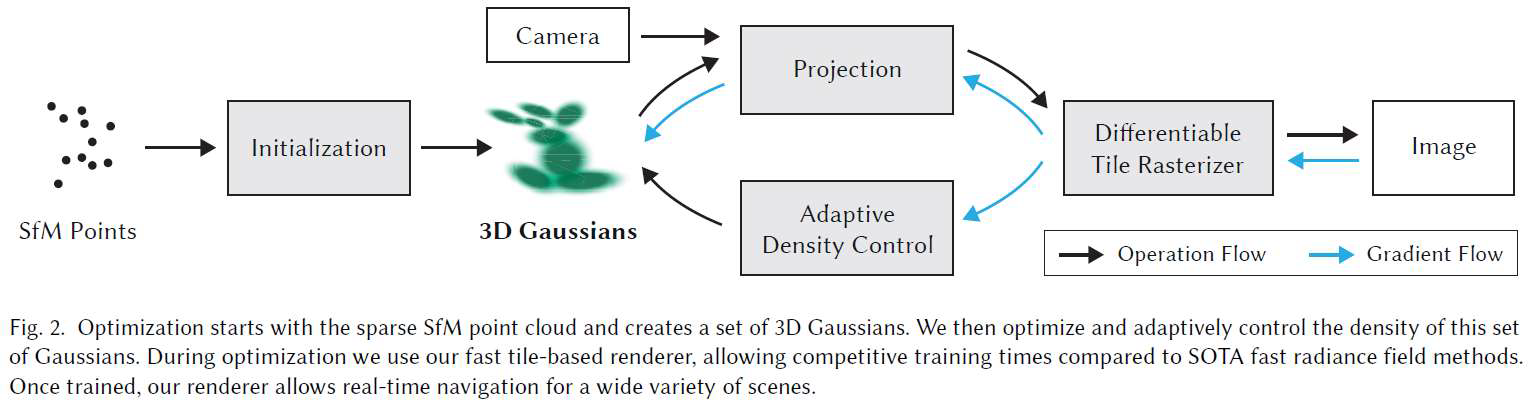 Camera
Projection
Initialization
Differentiable
Tile Rasterizer
Image
SfM Points
3D Gaussians
Adaptive
Density Control
Operation Flow
Gradient Flow
Fig. 2. Optimization starts with the sparse SfM point cloud and creates a set of 3D Gaussians. We then optimize and adaptively control the density of this set
of Gaussians. During optimization we use our fast tile-based renderer, allowing competitive training times compared to SOTA fast radiance field methods.
Once trained, our renderer allows real-time navigation for a wide variety of scenes.